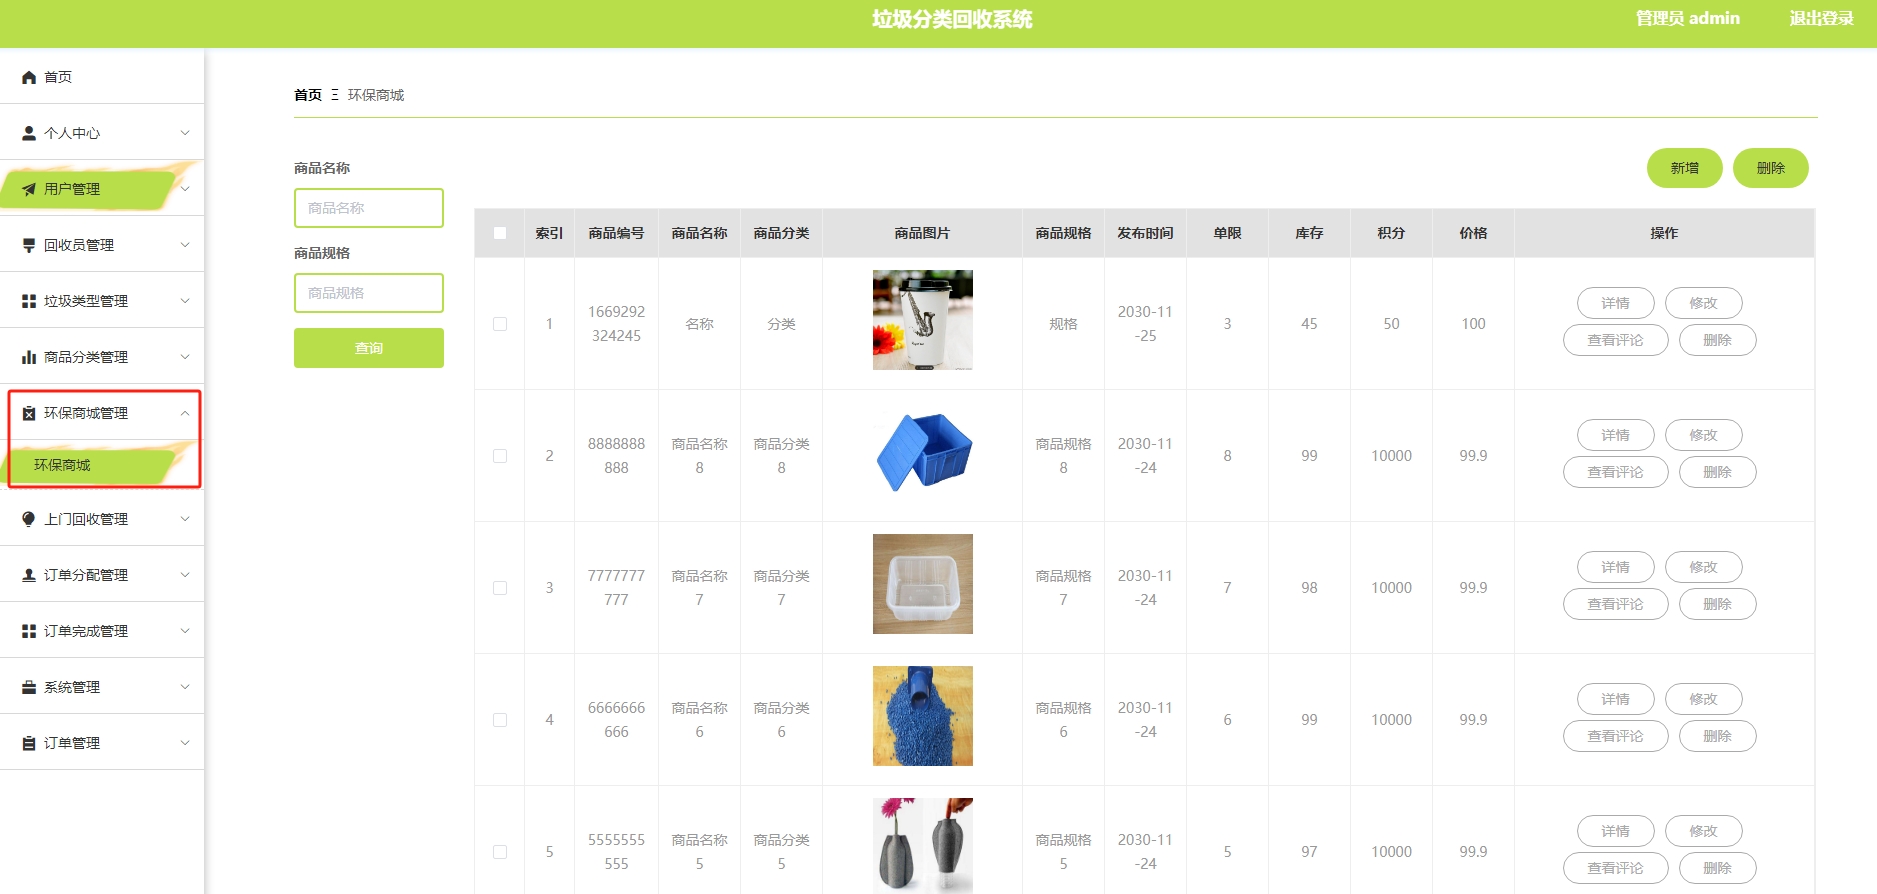 垃圾分类回收系统
管理员 admin
退出登录
首页
个人中心
用户管理
回收员管理
垃圾类型管理
商品分类管理
环保商城管理
环保商城
上门回收管理
订单分配管理
订单完成管理
系统管理
订单管理
首页 Ξ 环保商城
商品名称
商品名称
商品规格
商品规格
查询
新增 删除
索引 商品编号 商品名称 商品分类 商品图片 商品规格 发布时间 单限 库存 积分 价格 操作
1 1669292324245 名称 分类 规格 2030-11-25 3 45 50 100 详情 修改 查看评论 删除
2 8888888888 商品名称8 商品分类8 商品规格8 2030-11-24 8 99 10000 99.9 详情 修改 查看评论 删除
3 7777777777 商品名称7 商品分类7 商品规格7 2030-11-24 7 98 10000 99.9 详情 修改 查看评论 删除
4 6666666666 商品名称6 商品分类6 商品规格6 2030-11-24 6 99 10000 99.9 详情 修改 查看评论 删除
5 5555555555 商品名称5 商品分类5 商品规格5 2030-11-24 5 97 10000 99.9 详情 修改 查看评论 删除